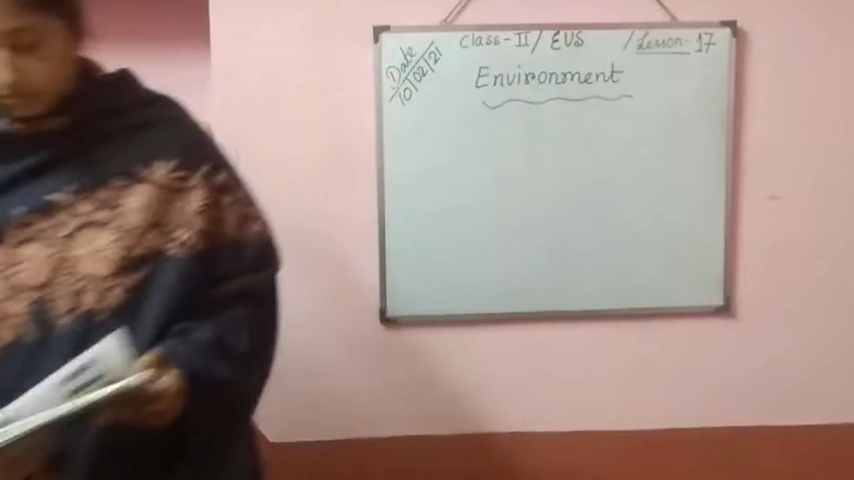 Date
10/02/21
Class-II/ EVS /Lesson-17
Environment